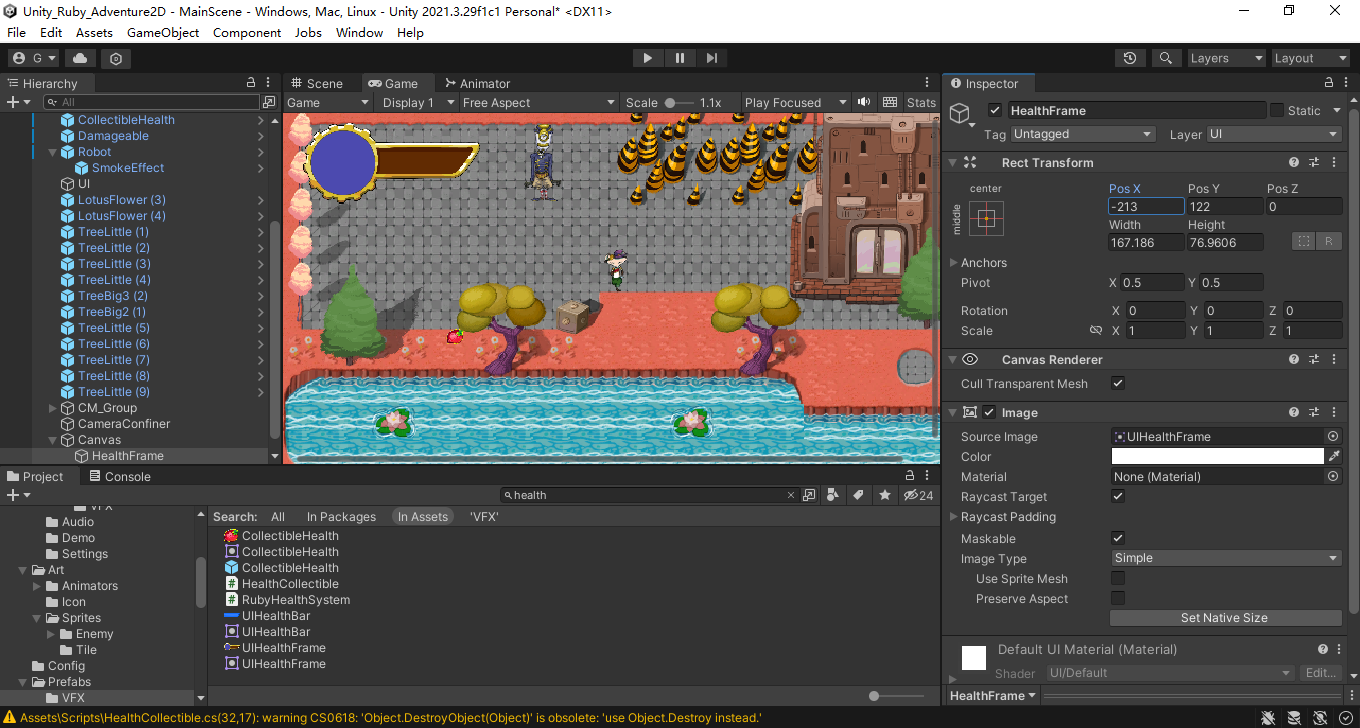 Unity_Ruby_Adventure2D - MainScene - Windows, Mac, Linux - Unity 2021.3.29f1c1 Personal* <DX11>
File Edit Assets GameObject Component Jobs Window Help
G Layers Layout
Hierarchy
All
CollectibleHealth
Damageable
Robot
SmokeEffect
UI
LotusFlower (3)
LotusFlower (4)
TreeLittle (1)
TreeLittle (2)
TreeLittle (3)
TreeLittle (4)
TreeBig3 (2)
TreeBig2 (1)
TreeLittle (5)
TreeLittle (6)
TreeLittle (7)
TreeLittle (8)
TreeLittle (9)
CM_Group
CameraConfiner
Canvas
HealthFrame
Scene Game Animator
Game Display 1 Free Aspect Scale 1.1x Play Focused Stats
Inspector
HealthFrame Static
Tag Untagged Layer UI
Rect Transform
center
middle
Pos X Pos Y Pos Z
-213 122 0
Width Height
167.186 76.9606
R
Anchors
Pivot X 0.5 Y 0.5
Rotation X 0 Y 0 Z 0
Scale X 1 Y 1 Z 1
Canvas Renderer
Cull Transparent Mesh
Image
Source Image UIHealthFrame
Color
Material None (Material)
Raycast Target
Raycast Padding
Maskable
Image Type Simple
Use Sprite Mesh
Preserve Aspect
Set Native Size
Default UI Material (Material)
Shader UI/Default Edit...
HealthFrame
Project Console
health
24
VFX
Audio
Demo
Settings
Art
Animators
Icon
Sprites
Enemy
Tile
Config
Prefabs
VFX
Search: All In Packages In Assets 'VFX'
CollectibleHealth
CollectibleHealth
CollectibleHealth
HealthCollectible
RubyHealthSystem
UIHealthBar
UIHealthBar
UIHealthFrame
UIHealthFrame
Assets\Scripts\HealthCollectible.cs(32,17): warning CS0618: 'Object.DestroyObject(Object)' is obsolete: 'use Object.Destroy instead.'